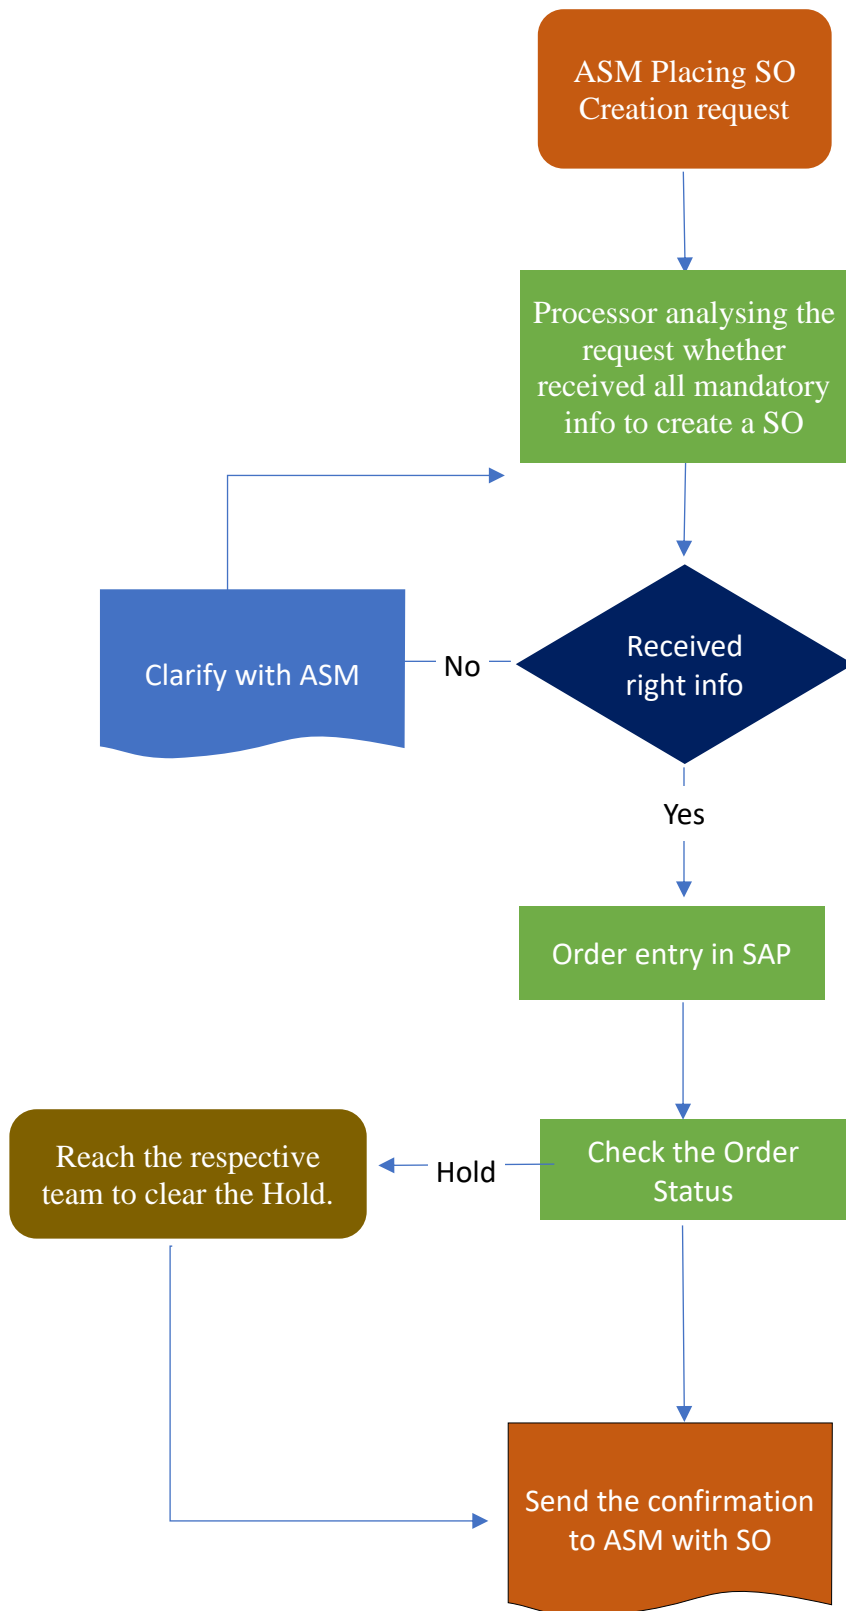 ASM Placing SO
Creation request
Processor analysing the
request whether
received all mandatory
info to create a SO
Clarify with ASM
No
Received
right info
Yes
Order entry in SAP
Reach the respective
team to clear the Hold.
Hold
Check the Order
Status
Send the confirmation
to ASM with SO